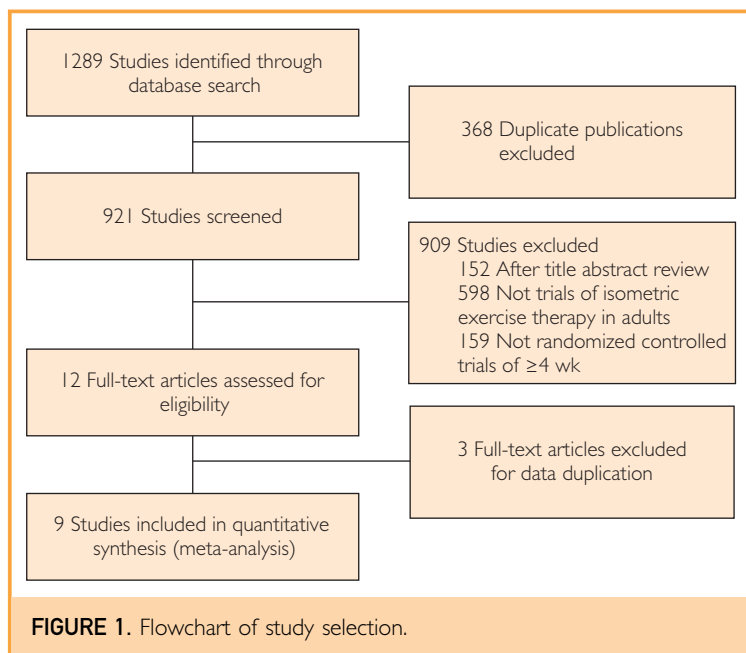 1289 Studies identified through
database search
368 Duplicate publications
excluded
921 Studies screened
909 Studies excluded
152 After title abstract review
598 Not trials of isometric
exercise therapy in adults
159 Not randomized controlled
trials of ≥4 wk
12 Full-text articles assessed for
eligibility
3 Full-text articles excluded
for data duplication
9 Studies included in quantitative
synthesis (meta-analysis)
FIGURE 1. Flowchart of study selection.